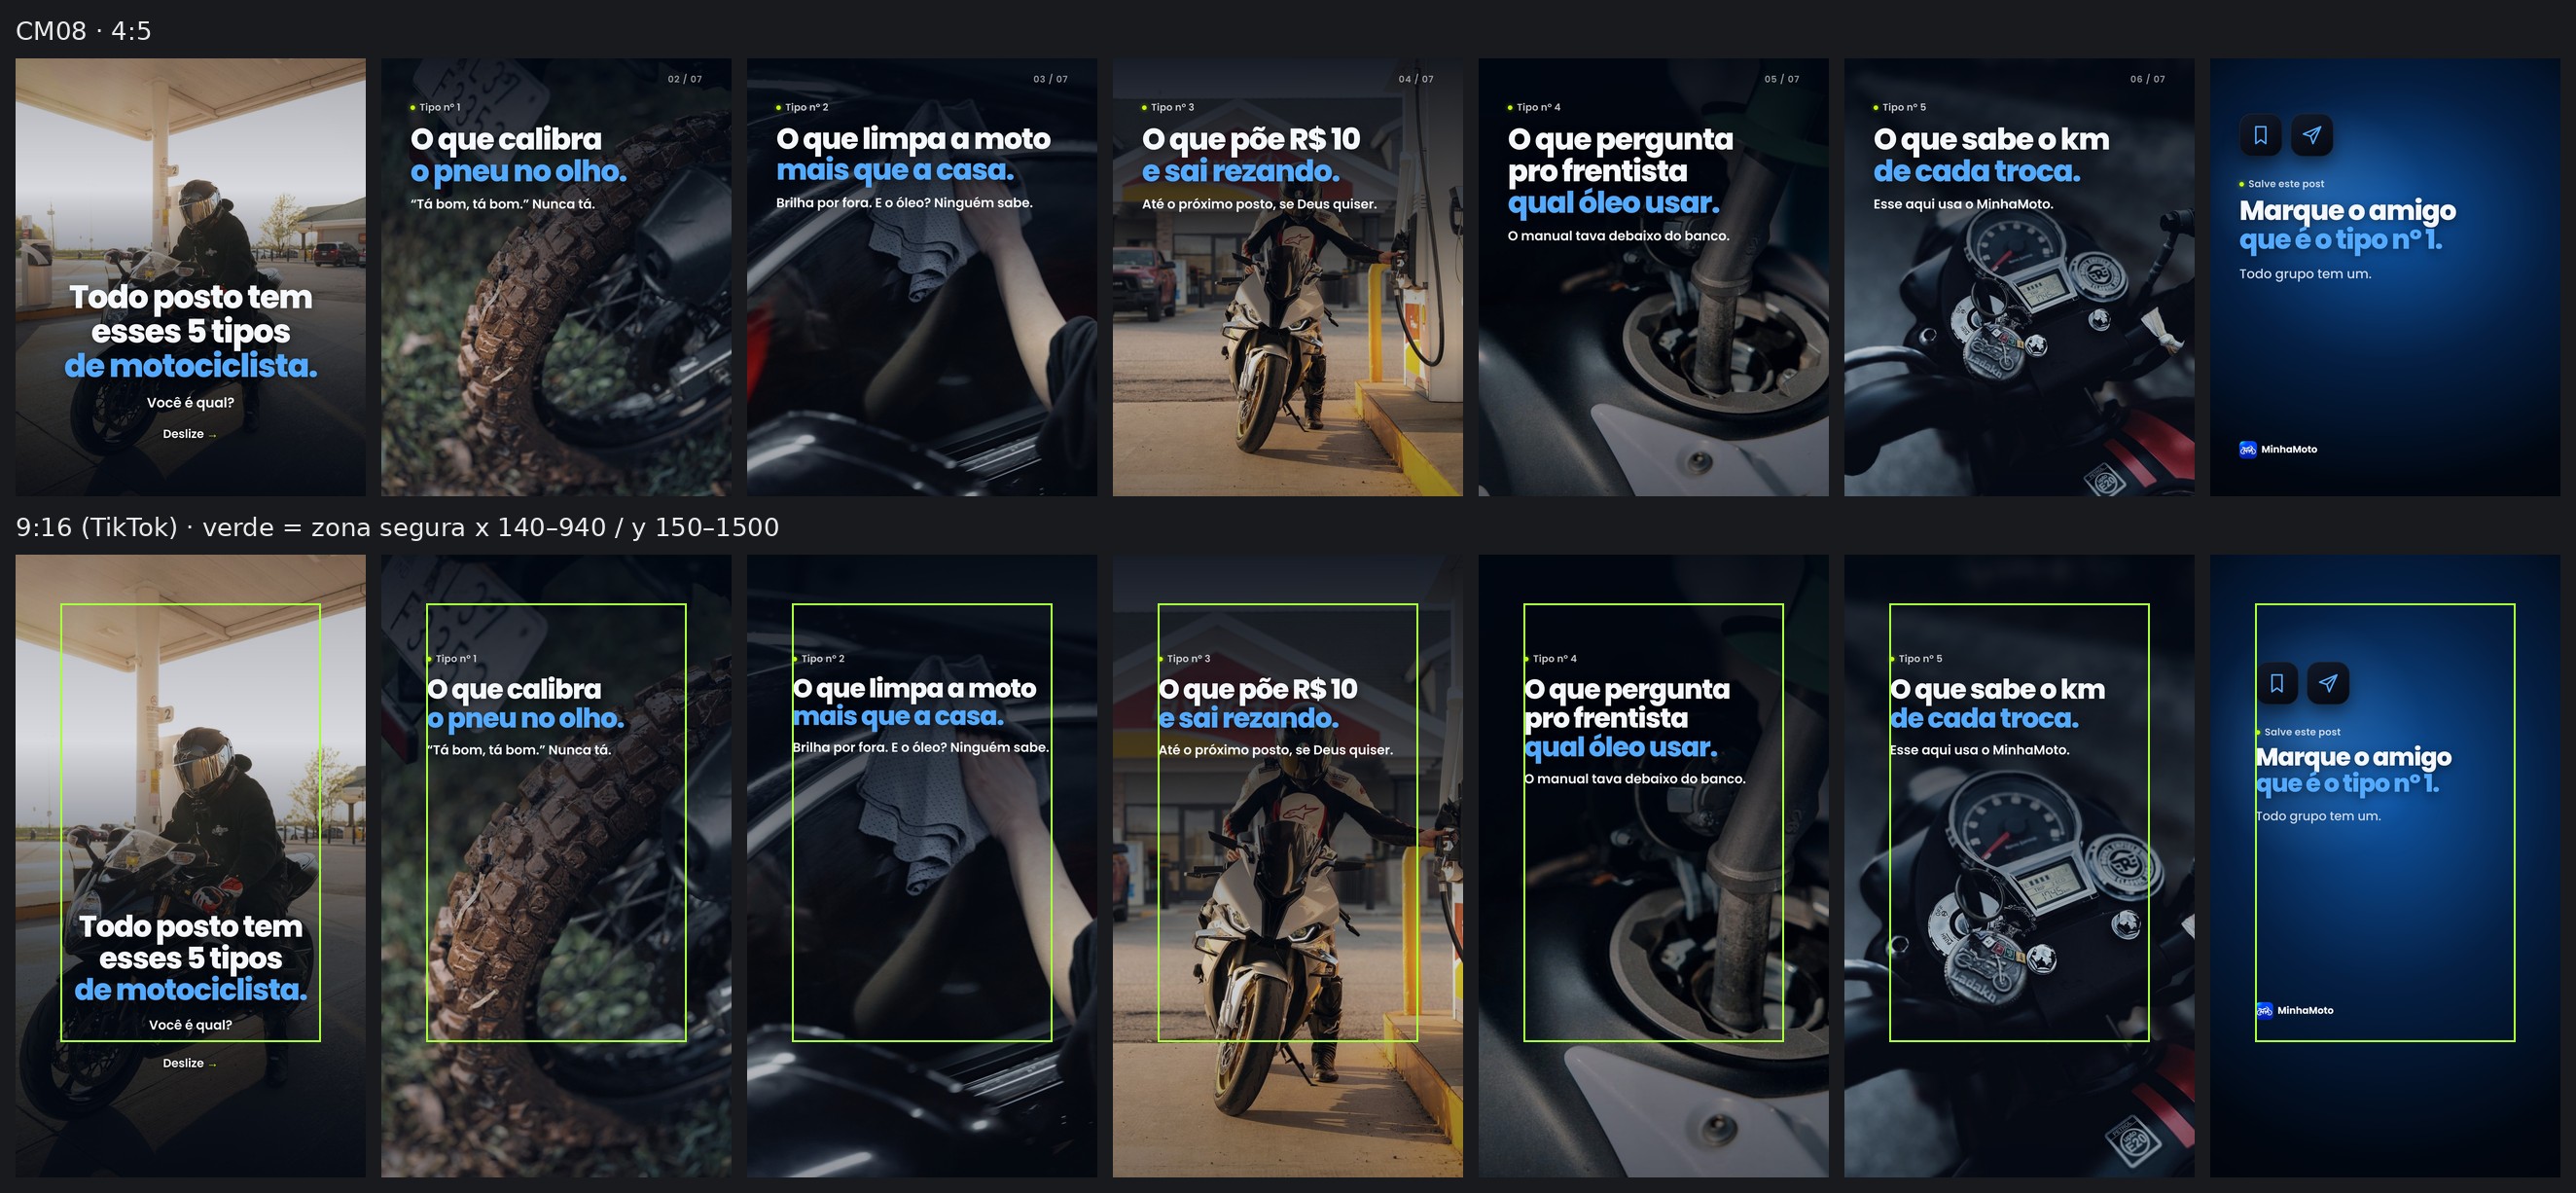 CM08 · 4:5
Todo posto tem
esses 5 tipos
de motociclista.
Você é qual?
Deslize →
02 / 07
Tipo nº 1
O que calibra
o pneu no olho.
“Tá bom, tá bom.” Nunca tá.
03 / 07
Tipo nº 2
O que limpa a moto
mais que a casa.
Brilha por fora. E o óleo? Ninguém sabe.
04 / 07
Tipo nº 3
O que põe R$ 10
e sai rezando.
Até o próximo posto, se Deus quiser.
05 / 07
Tipo nº 4
O que pergunta
pro frentista
qual óleo usar.
O manual tava debaixo do banco.
06 / 07
Tipo nº 5
O que sabe o km
de cada troca.
Esse aqui usa o MinhaMoto.
E20
Salve este post
Marque o amigo
que é o tipo nº 1.
Todo grupo tem um.
MinhaMoto
9:16 (TikTok) · verde = zona segura x 140–940 / y 150–1500
Todo posto tem
esses 5 tipos
de motociclista.
Você é qual?
Deslize →
Tipo nº 1
O que calibra
o pneu no olho.
“Tá bom, tá bom.” Nunca tá.
Tipo nº 2
O que limpa a moto
mais que a casa.
Brilha por fora. E o óleo? Ninguém sabe.
Tipo nº 3
O que põe R$ 10
e sai rezando.
Até o próximo posto, se Deus quiser.
Tipo nº 4
O que pergunta
pro frentista
qual óleo usar.
O manual tava debaixo do banco.
Tipo nº 5
O que sabe o km
de cada troca.
Esse aqui usa o MinhaMoto.
Ladakh
E20
Salve este post
Marque o amigo
que é o tipo nº 1.
Todo grupo tem um.
MinhaMoto